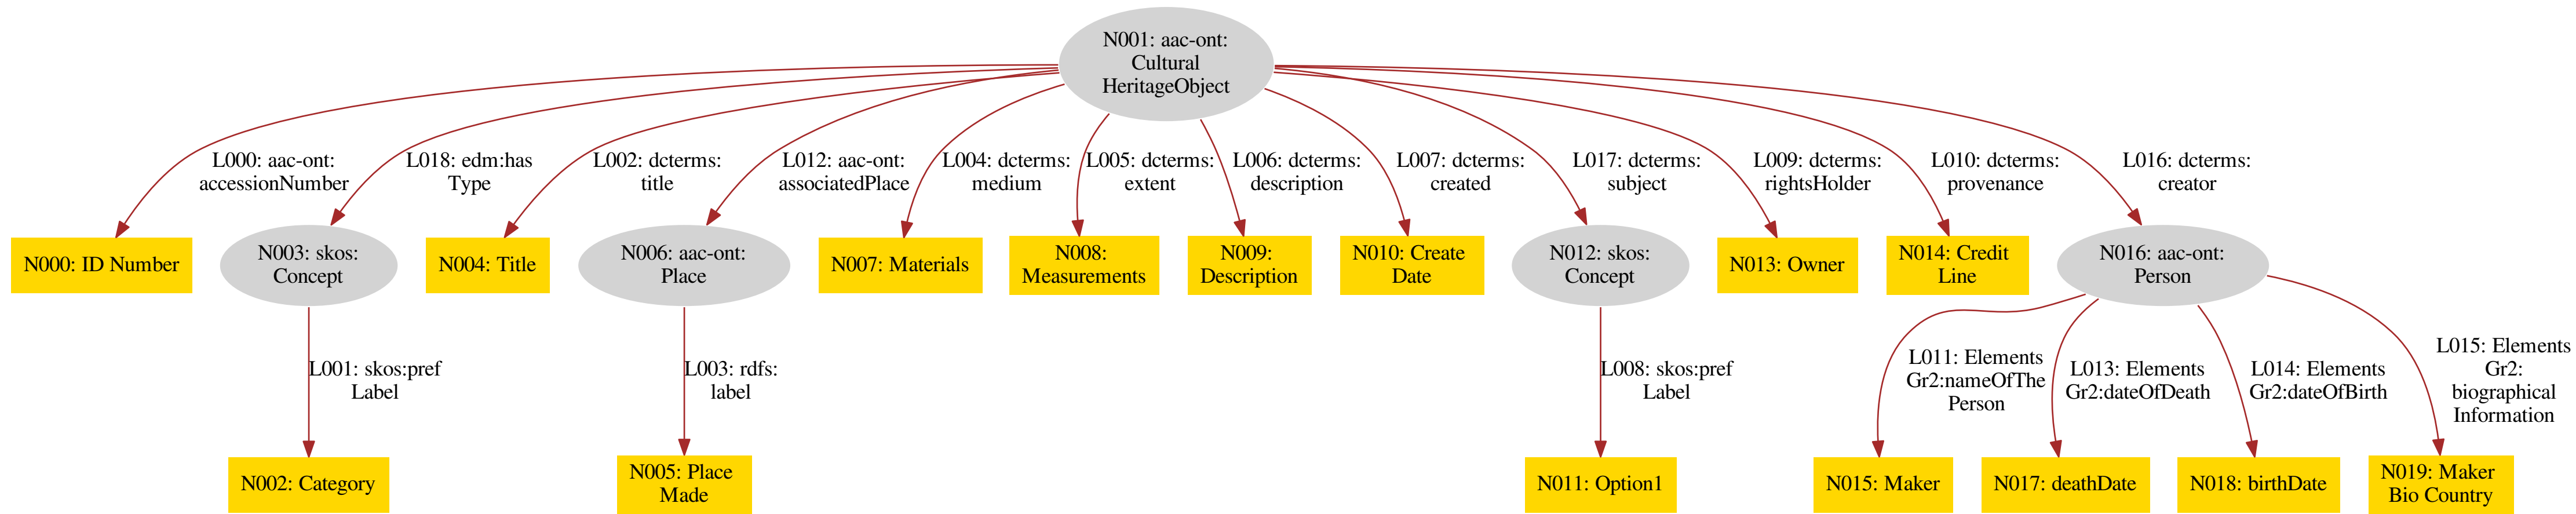 N001: aac-ont:
Cultural
HeritageObject
L000: aac-ont:
accessionNumber
L018: edm:has
Type
L002: dcterms:
title
L012: aac-ont:
associatedPlace
L004: dcterms:
medium
L005: dcterms:
extent
L006: dcterms:
description
L007: dcterms:
created
L017: dcterms:
subject
L009: dcterms:
rightsHolder
L010: dcterms:
provenance
L016: dcterms:
creator
N000: ID Number
N003: skos:
Concept
N004: Title
N006: aac-ont:
Place
N007: Materials
N008:
Measurements
N009:
Description
N010: Create
Date
N012: skos:
Concept
N013: Owner
N014: Credit
Line
N016: aac-ont:
Person
L001: skos:pref
Label
L003: rdfs:
label
L008: skos:pref
Label
L011: Elements
Gr2:nameOfThe
Person
L013: Elements
Gr2:dateOfDeath
L014: Elements
Gr2:dateOfBirth
L015: Elements
Gr2:
biographical
Information
N002: Category
N005: Place
Made
N011: Option1
N015: Maker
N017: deathDate
N018: birthDate
N019: Maker
Bio Country